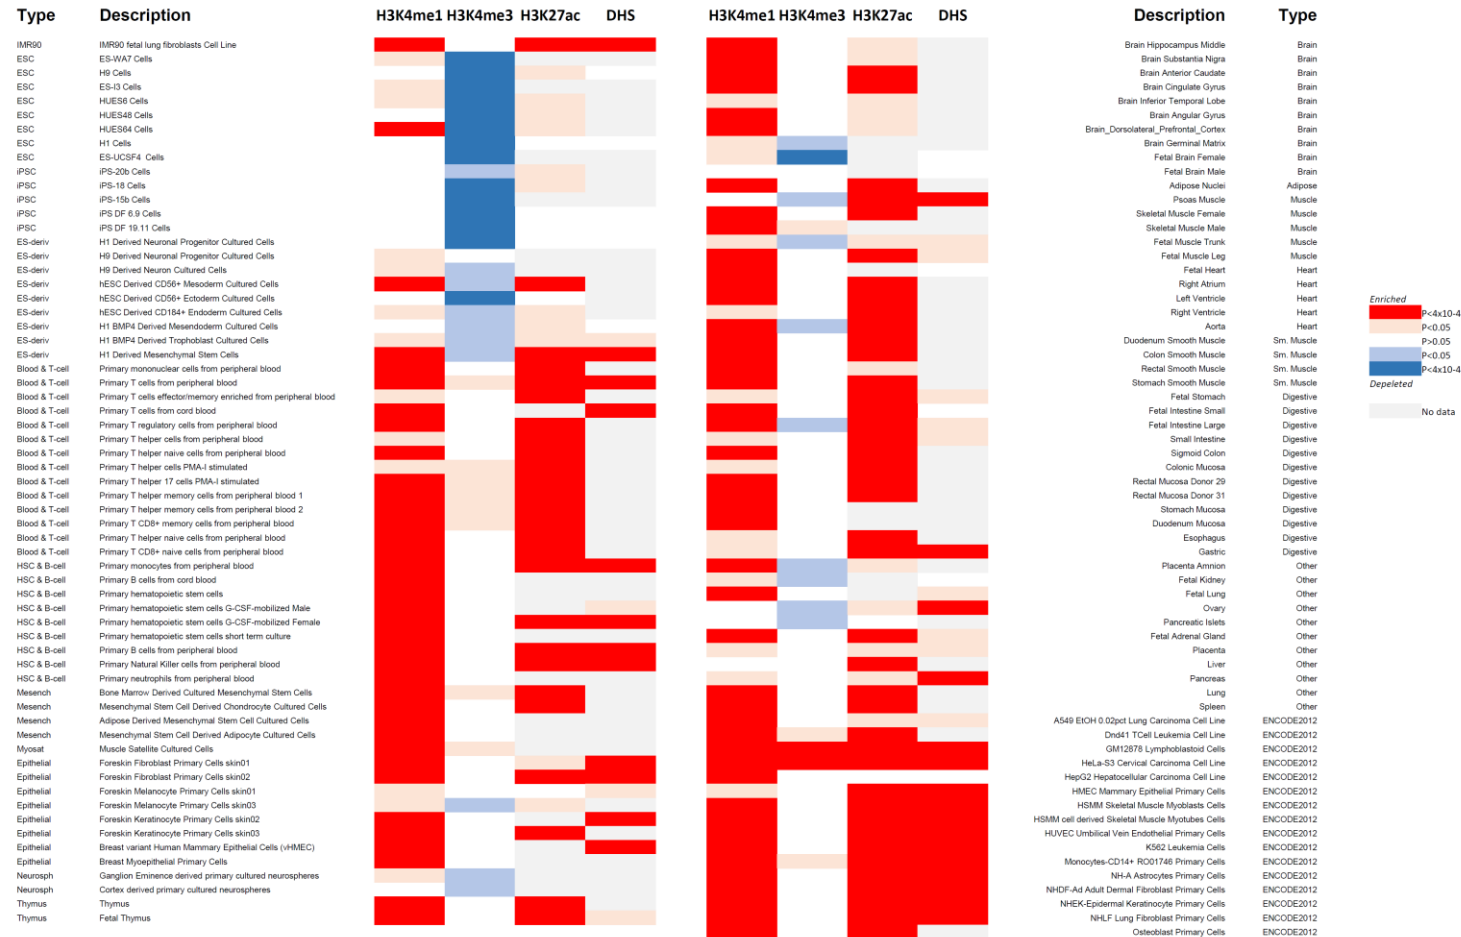 Type Description H3K4me1 H3K4me3 H3K27ac DHS H3K4me1 H3K4me3 H3K27ac DHS Description Type
IMR90 IMR90 fetal lung fibroblasts Cell Line Brain Hippocampus Middle Brain
ESC ES-WA7 Cells Brain Substantia Nigra Brain
ESC H9 Cells Brain Anterior Caudate Brain
ESC ES-I3 Cells Brain Cingulate Gyrus Brain
ESC HUES6 Cells Brain Inferior Temporal Lobe Brain
ESC HUES48 Cells Brain Angular Gyrus Brain
ESC HUES64 Cells Brain_Dorsolateral_Prefrontal_Cortex Brain
ESC H1 Cells Brain Germinal Matrix Brain
ESC ES-UCSF4 Cells Fetal Brain Female Brain
iPSC iPS-20b Cells Fetal Brain Male Brain
iPSC iPS-18 Cells Adipose Nuclei Adipose
iPSC iPS-15b Cells Psoas Muscle Muscle
iPSC iPS DF 6.9 Cells Skeletal Muscle Female Muscle
iPSC iPS DF 19.11 Cells Skeletal Muscle Male Muscle
ES-deriv H1 Derived Neuronal Progenitor Cultured Cells Fetal Muscle Trunk Muscle
ES-deriv H9 Derived Neuronal Progenitor Cultured Cells Fetal Muscle Leg Muscle
ES-deriv H9 Derived Neuron Cultured Cells Fetal Heart Heart
ES-deriv hESC Derived CD56+ Mesoderm Cultured Cells Right Atrium Heart
ES-deriv hESC Derived CD56+ Ectoderm Cultured Cells Left Ventricle Heart
Enriched
ES-deriv hESC Derived CD184+ Endoderm Cultured Cells Right Ventricle Heart P<4x10-4
ES-deriv H1 BMP4 Derived Mesendoderm Cultured Cells Aorta Heart P<0.05
ES-deriv H1 BMP4 Derived Trophoblast Cultured Cells Duodenum Smooth Muscle Sm. Muscle P>0.05
ES-deriv H1 Derived Mesenchymal Stem Cells Colon Smooth Muscle Sm. Muscle P<0.05
Blood & T-cell Primary mononuclear cells from peripheral blood Rectal Smooth Muscle Sm. Muscle P<4x10-4
Blood & T-cell Primary T cells from peripheral blood Stomach Smooth Muscle Sm. Muscle Depeleted
Blood & T-cell Primary T cells effector/memory enriched from peripheral blood Fetal Stomach Digestive
Blood & T-cell Primary T cells from cord blood Fetal Intestine Small Digestive No data
Blood & T-cell Primary T regulatory cells from peripheral blood Fetal Intestine Large Digestive
Blood & T-cell Primary T helper cells from peripheral blood Small Intestine Digestive
Blood & T-cell Primary T helper naive cells from peripheral blood Sigmoid Colon Digestive
Blood & T-cell Primary T helper cells PMA-I stimulated Colonic Mucosa Digestive
Blood & T-cell Primary T helper 17 cells PMA-I stimulated Rectal Mucosa Donor 29 Digestive
Blood & T-cell Primary T helper memory cells from peripheral blood 1 Rectal Mucosa Donor 31 Digestive
Blood & T-cell Primary T helper memory cells from peripheral blood 2 Stomach Mucosa Digestive
Blood & T-cell Primary T CD8+ memory cells from peripheral blood Duodenum Mucosa Digestive
Blood & T-cell Primary T helper naive cells from peripheral blood Esophagus Digestive
Blood & T-cell Primary T CD8+ naive cells from peripheral blood Gastric Digestive
HSC & B-cell Primary monocytes from peripheral blood Placenta Amnion Other
HSC & B-cell Primary B cells from cord blood Fetal Kidney Other
HSC & B-cell Primary hematopoietic stem cells Fetal Lung Other
HSC & B-cell Primary hematopoietic stem cells G-CSF-mobilized Male Ovary Other
HSC & B-cell Primary hematopoietic stem cells G-CSF-mobilized Female Pancreatic Islets Other
HSC & B-cell Primary hematopoietic stem cells short term culture Fetal Adrenal Gland Other
HSC & B-cell Primary B cells from peripheral blood Placenta Other
HSC & B-cell Primary Natural Killer cells from peripheral blood Liver Other
HSC & B-cell Primary neutrophils from peripheral blood Pancreas Other
Mesench Bone Marrow Derived Cultured Mesenchymal Stem Cells Lung Other
Mesench Mesenchymal Stem Cell Derived Chondrocyte Cultured Cells Spleen Other
Mesench Adipose Derived Mesenchymal Stem Cell Cultured Cells A549 EtOH 0.02pct Lung Carcinoma Cell Line ENCODE2012
Mesench Mesenchymal Stem Cell Derived Adipocyte Cultured Cells Dnd41 TCell Leukemia Cell Line ENCODE2012
Myosat Muscle Satellite Cultured Cells GM12878 Lymphoblastoid Cells ENCODE2012
Epithelial Foreskin Fibroblast Primary Cells skin01 HeLa-S3 Cervical Carcinoma Cell Line ENCODE2012
Epithelial Foreskin Fibroblast Primary Cells skin02 HepG2 Hepatocellular Carcinoma Cell Line ENCODE2012
Epithelial Foreskin Melanocyte Primary Cells skin01 HMEC Mammary Epithelial Primary Cells ENCODE2012
Epithelial Foreskin Melanocyte Primary Cells skin03 HSMM Skeletal Muscle Myoblasts Cells ENCODE2012
Epithelial Foreskin Keratinocyte Primary Cells skin02 HSMM cell derived Skeletal Muscle Myotubes Cells ENCODE2012
Epithelial Foreskin Keratinocyte Primary Cells skin03 HUVEC Umbilical Vein Endothelial Primary Cells ENCODE2012
Epithelial Breast variant Human Mammary Epithelial Cells (vHMEC) K562 Leukemia Cells ENCODE2012
Epithelial Breast Myoepithelial Primary Cells Monocytes-CD14+ RO01746 Primary Cells ENCODE2012
Neurosph Ganglion Eminence derived primary cultured neurospheres NH-A Astrocytes Primary Cells ENCODE2012
Neurosph Cortex derived primary cultured neurospheres NHDF-Ad Adult Dermal Fibroblast Primary Cells ENCODE2012
Thymus Thymus NHEK-Epidermal Keratinocyte Primary Cells ENCODE2012
Thymus Fetal Thymus NHLF Lung Fibroblast Primary Cells ENCODE2012
Osteoblast Primary Cells ENCODE2012